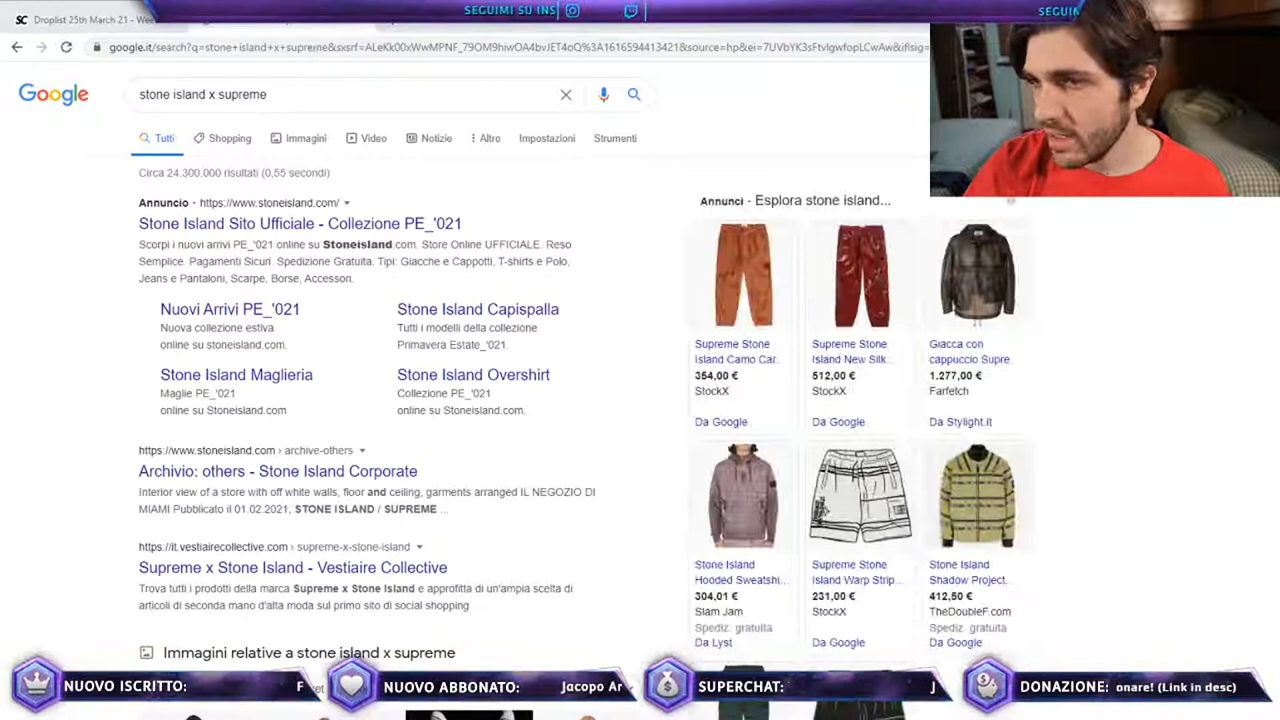 SEGUIMI SU INS
SEGUIN
SC Droplist 25th March 21 - Wee
google.it/search?q=stone+island+x+supreme&sxsrf=ALeKk00xWwMPNF_79OM9hiwOA4bvJET4oQ%3A1616594413421&source=hp&ei=7UVbYK3sFtvIgwfopLCwAw&iflsig=
Google
stone island x supreme
Tutti
Shopping
Immagini
Video
Notizie
Altro
Impostazioni
Strumenti
Circa 24.300.000 risultati (0,55 secondi)
Annuncio · https://www.stoneisland.com/
Stone Island Sito Ufficiale - Collezione PE_'021
Scorpi i nuovi arrivi PE_'021 online su Stoneisland.com. Store Online UFFICIALE. Reso
Semplice. Pagamenti Sicuri. Spedizione Gratuita. Tipi: Giacche e Cappotti, T-shirts e Polo,
Jeans e Pantaloni, Scarpe, Borse, Accessori.
Nuovi Arrivi PE_'021
Nuova collezione estiva
online su stoneisland.com.
Stone Island Capispalla
Tutti i modelli della collezione
Primavera Estate_'021.
Stone Island Maglieria
Maglie PE_'021
online su Stoneisland.com
Stone Island Overshirt
Collezione PE_'021
online su Stoneisland.com.
https://www.stoneisland.com › archive-others
Archivio: others - Stone Island Corporate
Interior view of a store with off white walls, floor and ceiling, garments arranged IL NEGOZIO DI
MIAMI Pubblicato il 01.02.2021; STONE ISLAND / SUPREME ...
https://it.vestiairecollective.com › supreme-x-stone-island
Supreme x Stone Island - Vestiaire Collective
Trova tutti i prodotti della marca Supreme x Stone Island e approfitta di un'ampia scelta di
articoli di seconda mano d'alta moda sul primo sito di social shopping
Immagini relative a stone island x supreme
Annunci · Esplora stone island...
Supreme Stone
Island Camo Car...
354,00 €
StockX
Da Google
Supreme Stone
Island New Silk...
512,00 €
StockX
Da Google
Giacca con
cappuccio Supre...
1.277,00 €
Farfetch
Da Stylight.it
Stone Island
Hooded Sweatshi...
304,01 €
Slam Jam
Spediz. gratuita
Da Lyst
Supreme Stone
Island Warp Strip...
231,00 €
StockX
Da Google
Stone Island
Shadow Project...
412,50 €
TheDoubleF.com
Spediz. gratuita
Da Google
NUOVO ISCRITTO: F
NUOVO ABBONATO: Jacopo Ar
SUPERCHAT: J
DONAZIONE: onare! (Link in desc)